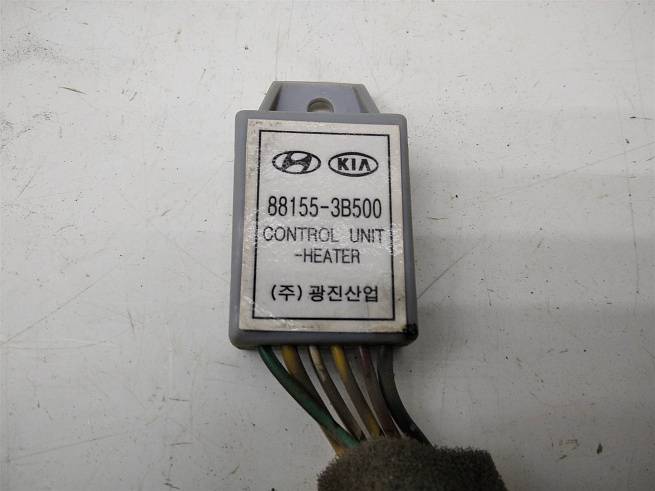 KIA
88155-3B500
CONTROL UNIT
-HEATER
(주) 광진산업